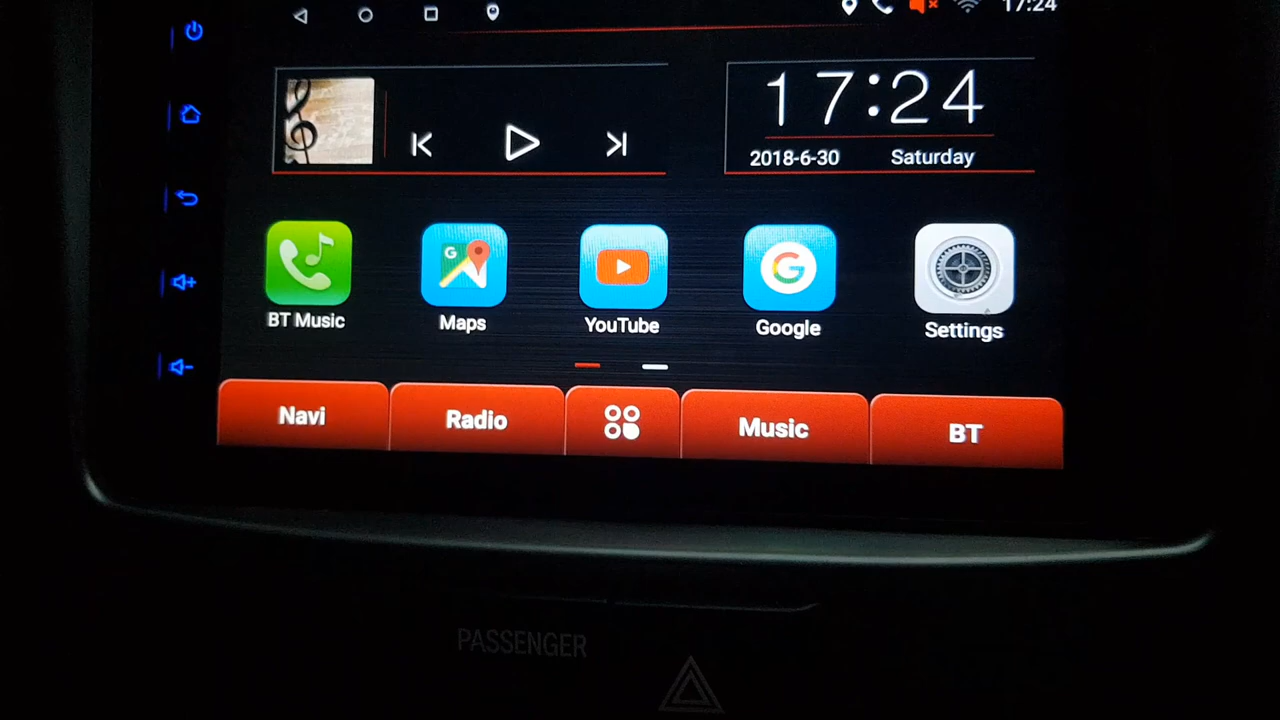 17:24
17:24
2018-6-30 Saturday
BT Music Maps YouTube Google Settings
Navi Radio Music BT
PASSENGER